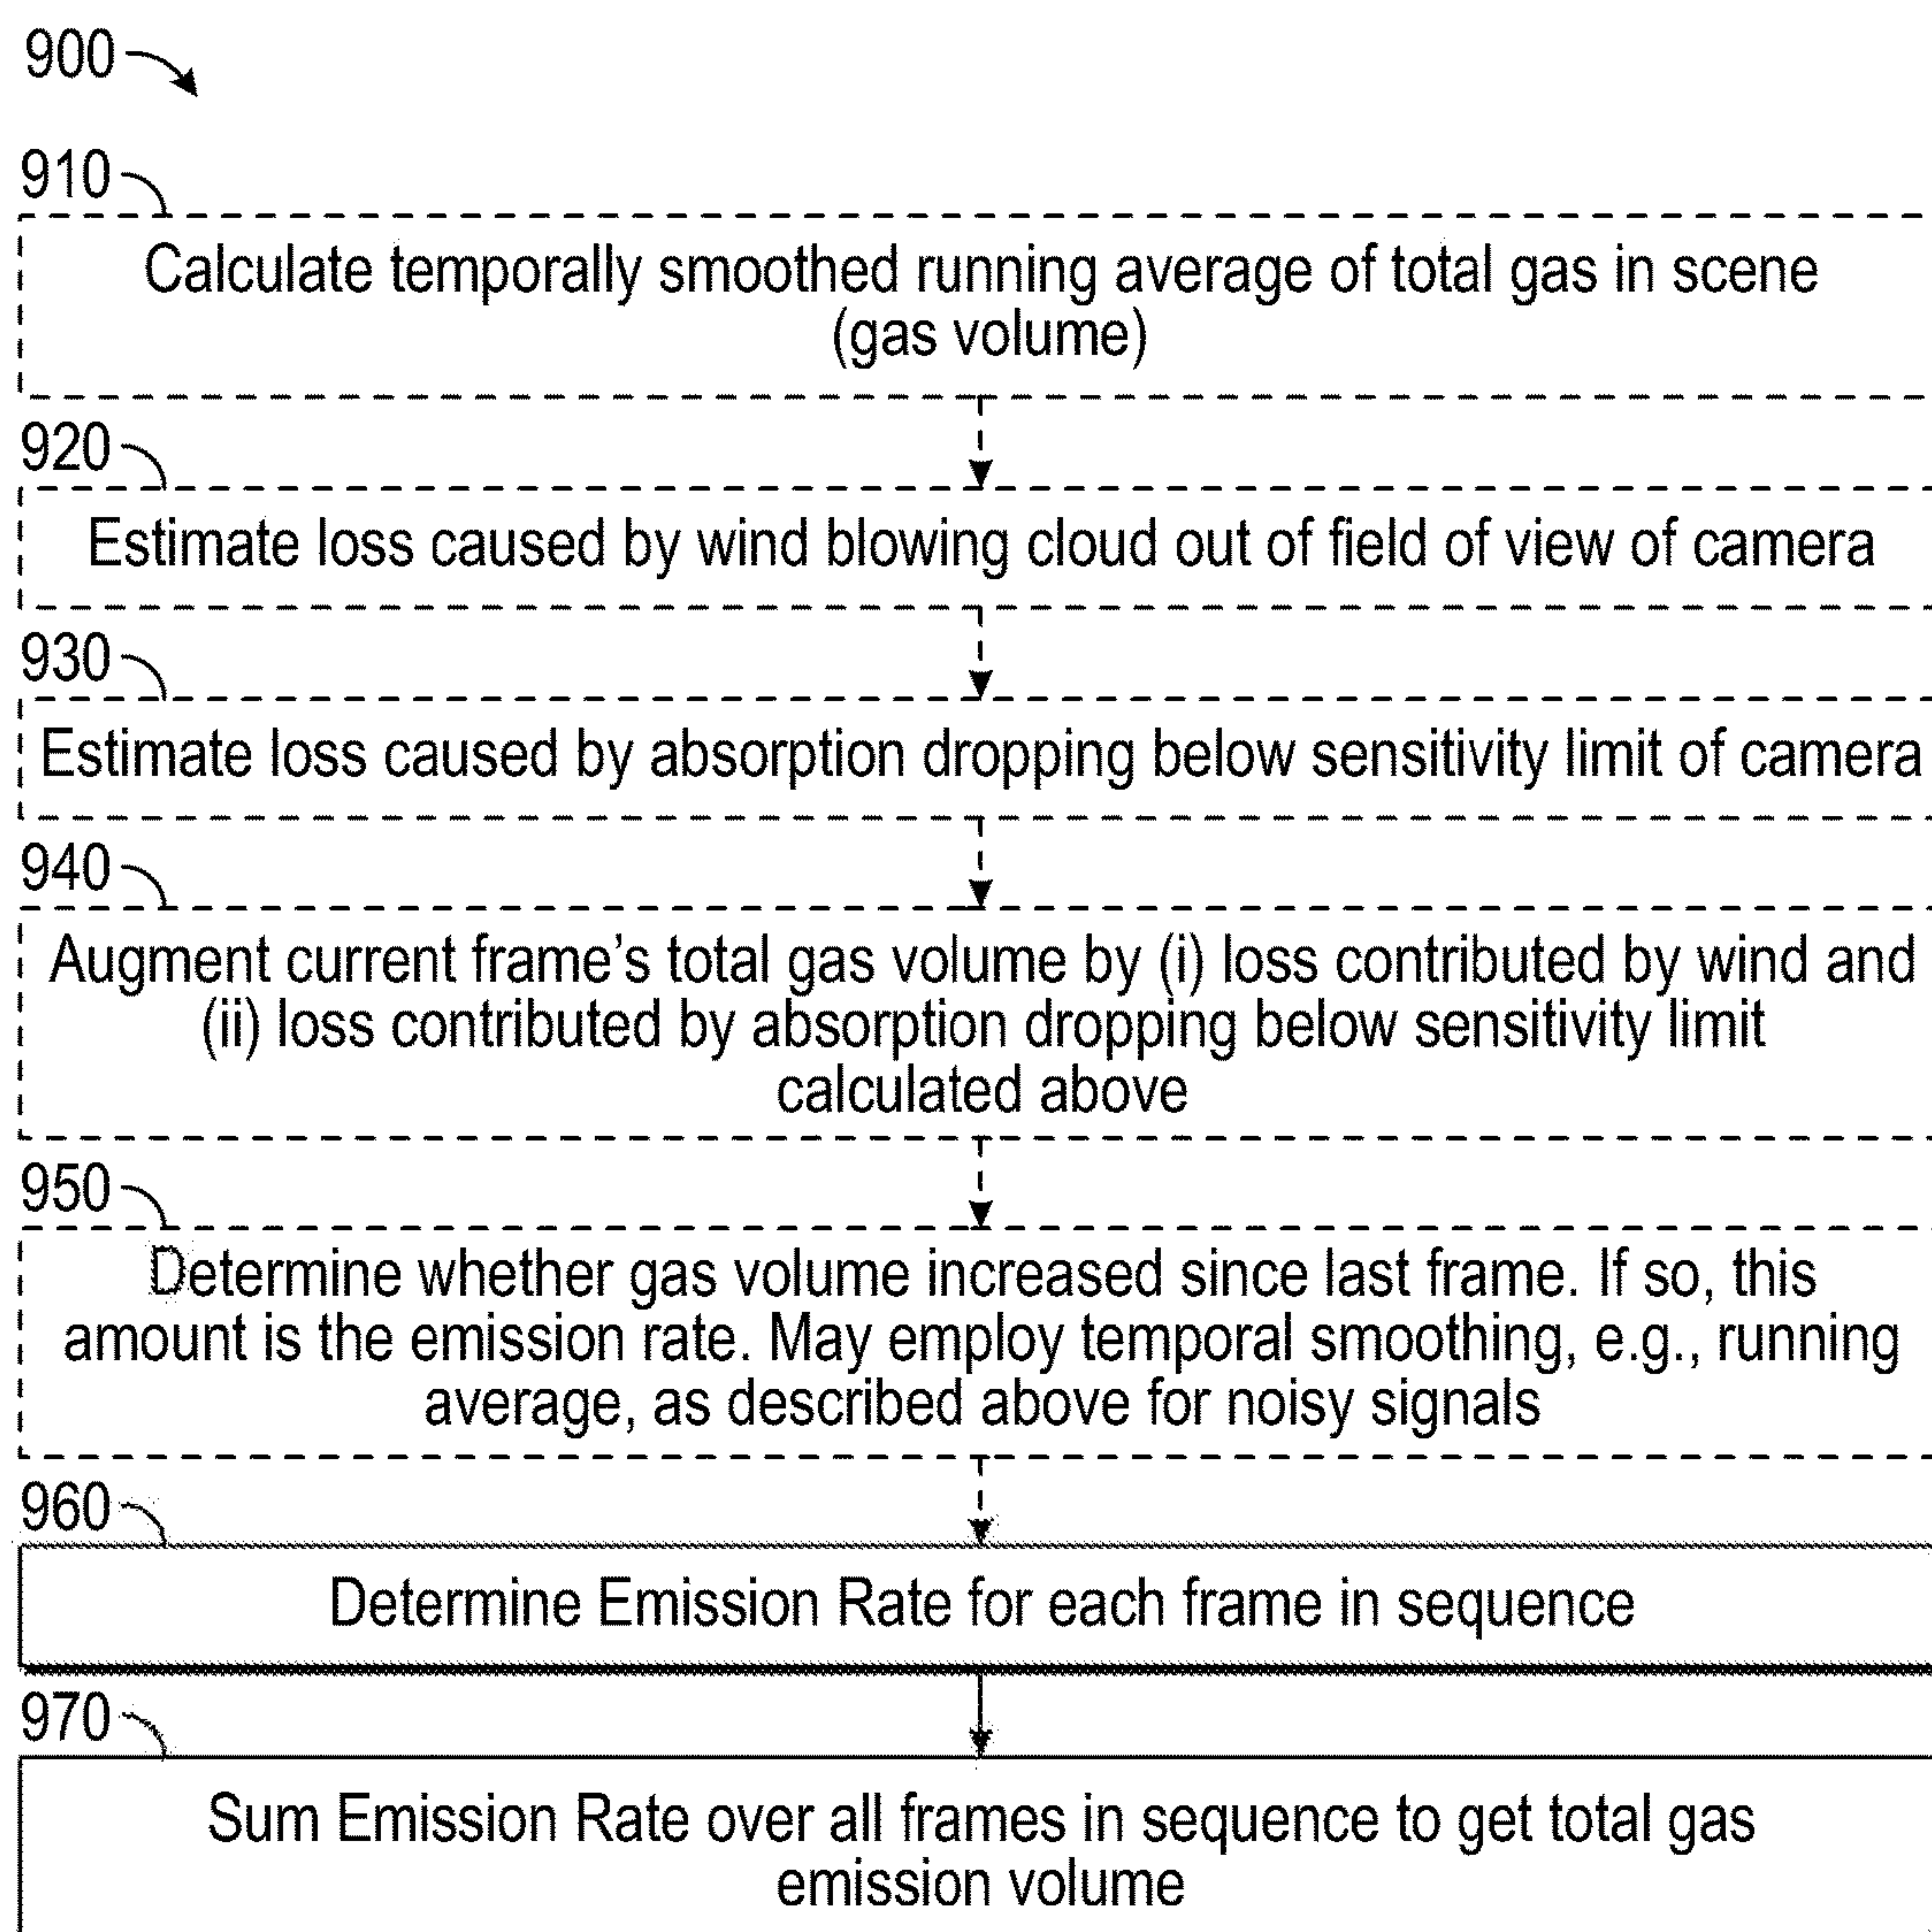 900
910
Calculate temporally smoothed running average of total gas in scene
(gas volume)
920
Estimate loss caused by wind blowing cloud out of field of view of camera
930
Estimate loss caused by absorption dropping below sensitivity limit of camera
940
Augment current frame’s total gas volume by (i) loss contributed by wind and
(ii) loss contributed by absorption dropping below sensitivity limit
calculated above
950
Determine whether gas volume increased since last frame. If so, this
amount is the emission rate. May employ temporal smoothing, e.g., running
average, as described above for noisy signals
960
Determine Emission Rate for each frame in sequence
970
Sum Emission Rate over all frames in sequence to get total gas
emission volume